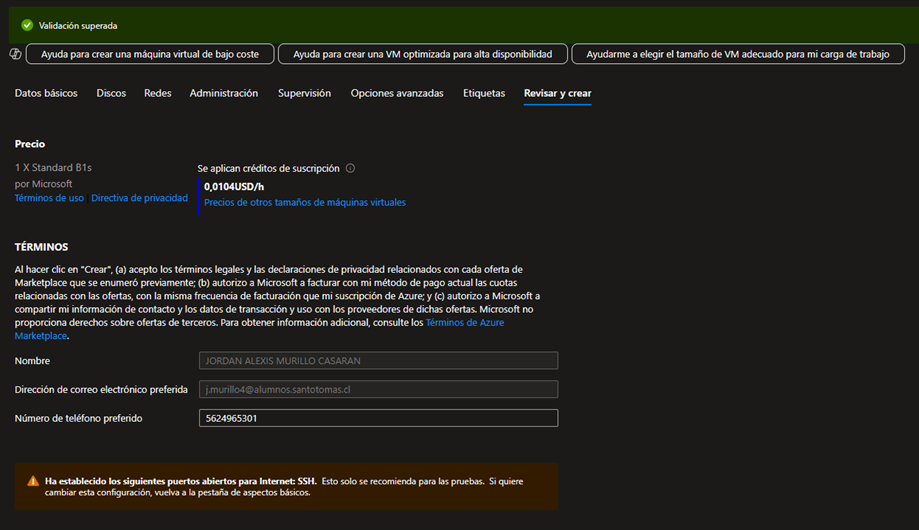 Validación superada
Ayuda para crear una máquina virtual de bajo coste
Ayuda para crear una VM optimizada para alta disponibilidad
Ayudarme a elegir el tamaño de VM adecuado para mi carga de trabajo
Datos básicos Discos Redes Administración Supervisión Opciones avanzadas Etiquetas Revisar y crear
Precio
1 X Standard B1s
por Microsoft
Términos de uso Directiva de privacidad
Se aplican créditos de suscripción
0,0104USD/h
Precios de otros tamaños de máquinas virtuales
TÉRMINOS
Al hacer clic en "Crear", (a) acepto los términos legales y las declaraciones de privacidad relacionados con cada oferta de
Marketplace que se enumeró previamente; (b) autorizo a Microsoft a facturar con mi método de pago actual las cuotas
relacionadas con las ofertas, con la misma frecuencia de facturación que mi suscripción de Azure; y (c) autorizo a Microsoft a
compartir mi información de contacto y los datos de transacción y uso con los proveedores de dichas ofertas. Microsoft no
proporciona derechos sobre ofertas de terceros. Para obtener información adicional, consulte los Términos de Azure
Marketplace.
Nombre JORDAN ALEXIS MURILLO CASARAN
Dirección de correo electrónico preferida j.murillo4@alumnos.santotomas.cl
Número de teléfono preferido 5624965301
Ha establecido los siguientes puertos abiertos para Internet: SSH. Esto solo se recomienda para las pruebas. Si quiere
cambiar esta configuración, vuelva a la pestaña de aspectos básicos.